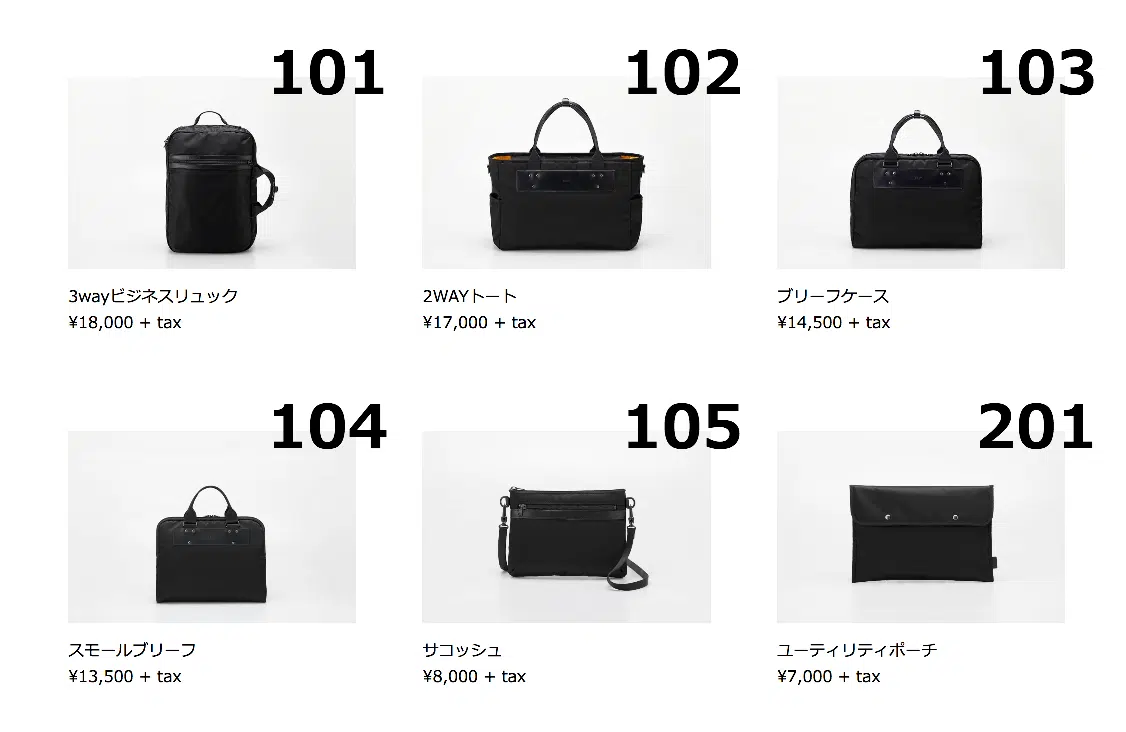 101
102
103
3wayビジネスリュック
¥18,000 + tax
2WAYトート
¥17,000 + tax
ブリーフケース
¥14,500 + tax
104
105
201
スモールブリーフ
¥13,500 + tax
サコッシュ
¥8,000 + tax
ユーティリティポーチ
¥7,000 + tax